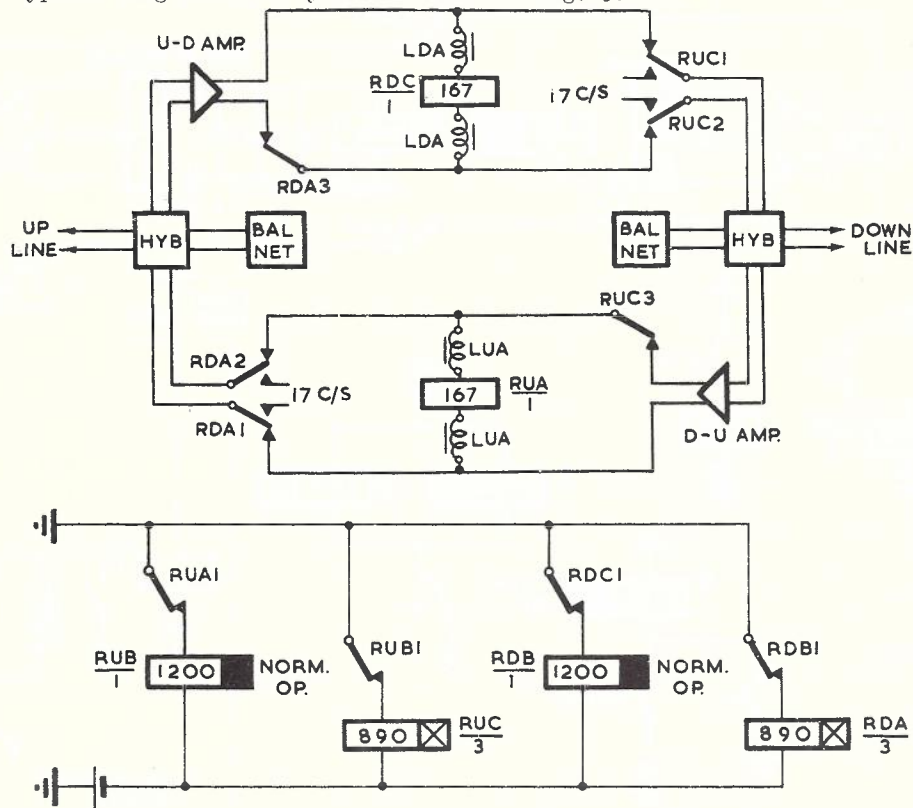 U-D AMP.
LDA
RDC
1
167
LDA
RUC1
17 C/S
RUC2
RDA3
UP
LINE
HYB
BAL
NET
BAL
NET
HYB
DOWN
LINE
RUC3
RDA2
17 C/S
RDA1
LUA
167
RUA
1
LUA
D-U AMP.
RUA1
RDC1
RUB
1
1200
NORM.
OP.
RUB1
RDB
1
1200
NORM.
OP.
RDB1
890
RUC
3
890
RDA
3